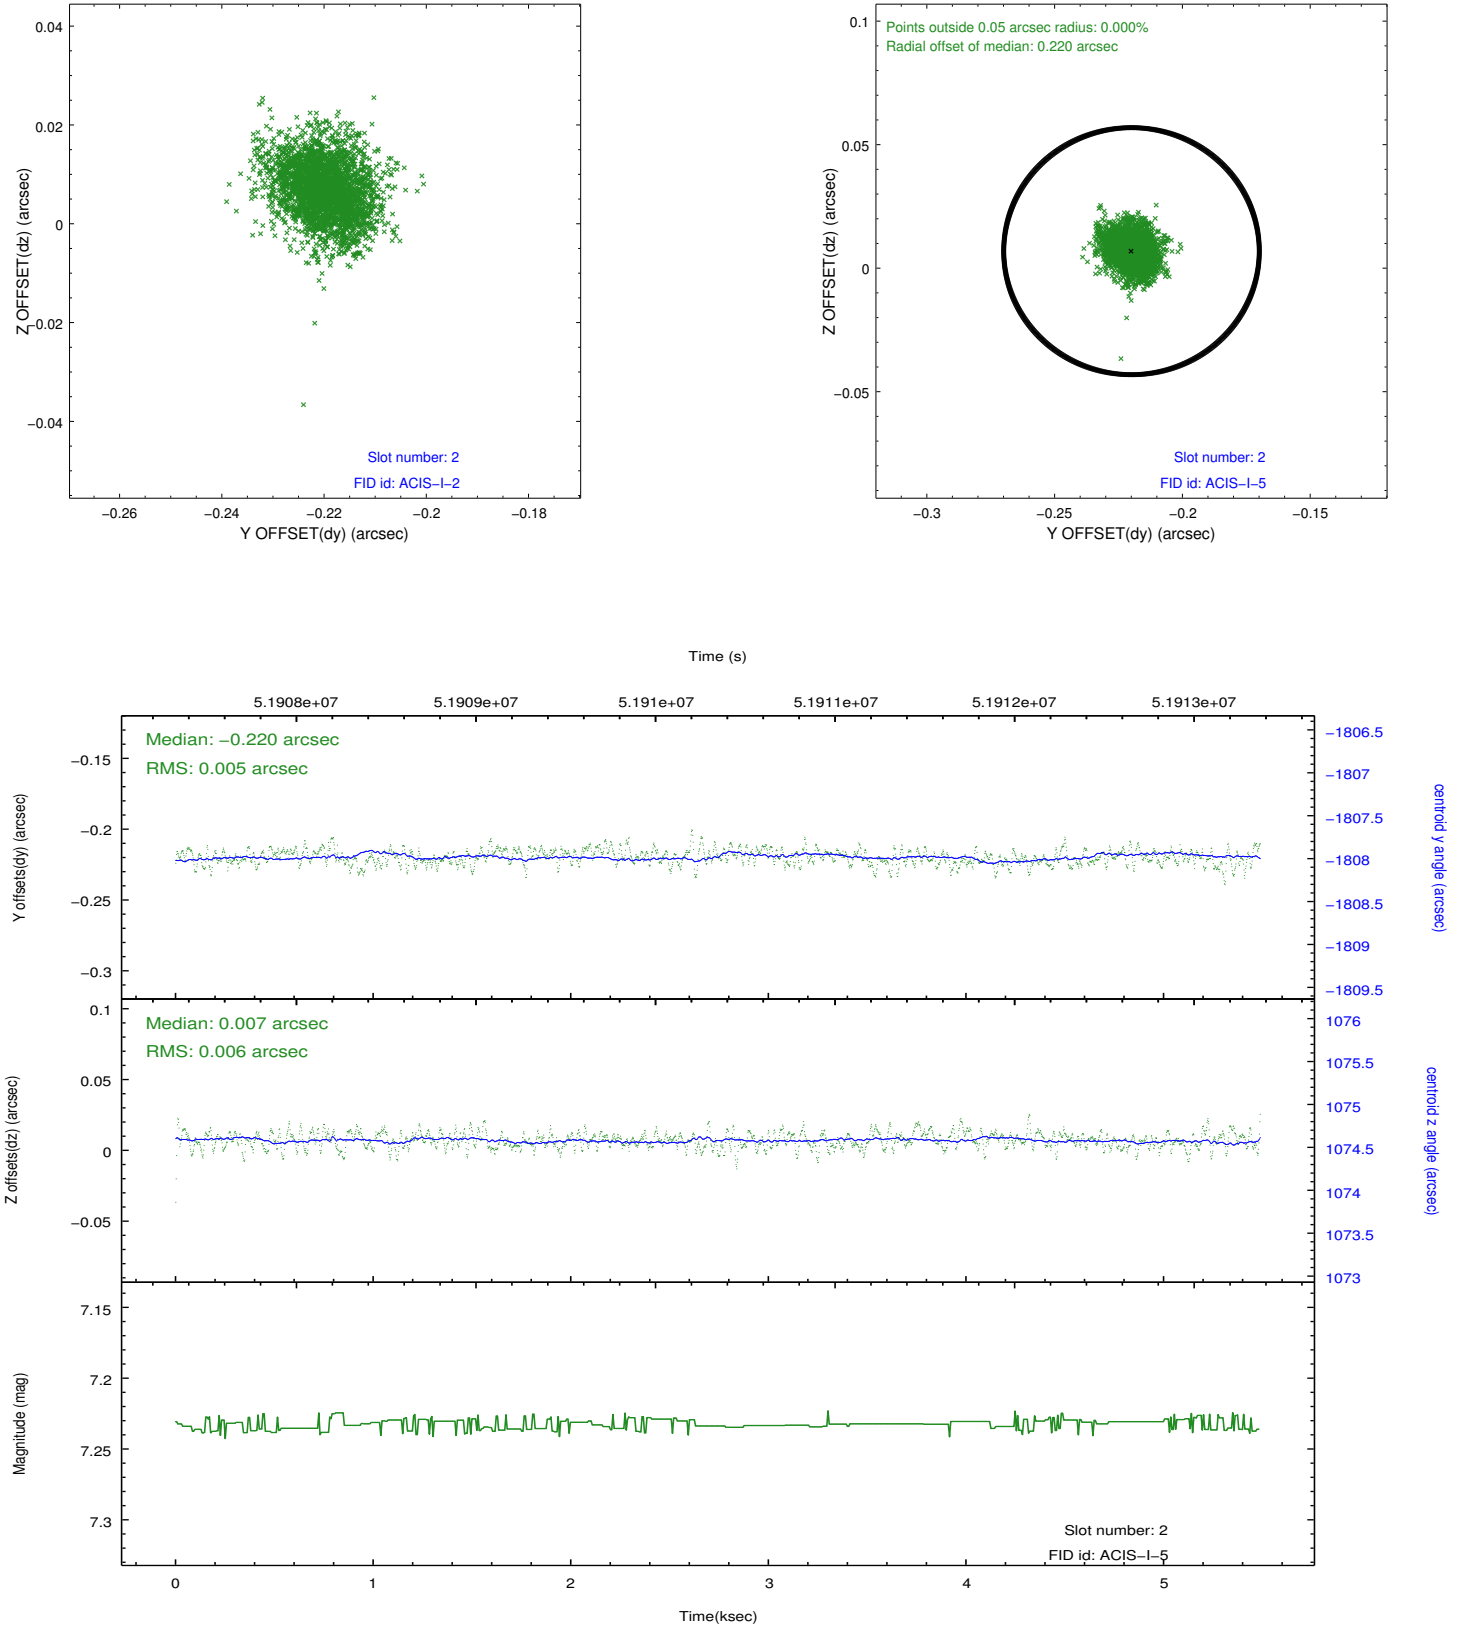 0.04
0.02
0
−0.02
−0.04
Z OFFSET(dz) (arcsec)
Slot number: 2
FID id: ACIS−I−2
−0.26 −0.24 −0.22 −0.2 −0.18
Y OFFSET(dy) (arcsec)
Points outside 0.05 arcsec radius: 0.000%
Radial offset of median: 0.220 arcsec
0.1
0.05
0
−0.05
Z OFFSET(dz) (arcsec)
Slot number: 2
FID id: ACIS−I−5
−0.3 −0.25 −0.2 −0.15
Y OFFSET(dy) (arcsec)
Time (s)
5.1908e+07 5.1909e+07 5.191e+07 5.1911e+07 5.1912e+07 5.1913e+07
Median: −0.220 arcsec
RMS: 0.005 arcsec
−0.15
−0.2
−0.25
−0.3
Y offsets(dy) (arcsec)
−1806.5
−1807
−1807.5
−1808
−1808.5
−1809
−1809.5
centroid y angle (arcsec)
Median: 0.007 arcsec
RMS: 0.006 arcsec
0.1
0.05
0
−0.05
Z offsets(dz) (arcsec)
1076
1075.5
1075
1074.5
1074
1073.5
1073
centroid z angle (arcsec)
7.15
7.2
7.25
7.3
Magnitude (mag)
Slot number: 2
FID id: ACIS−I−5
0 1 2 3 4 5
Time(ksec)